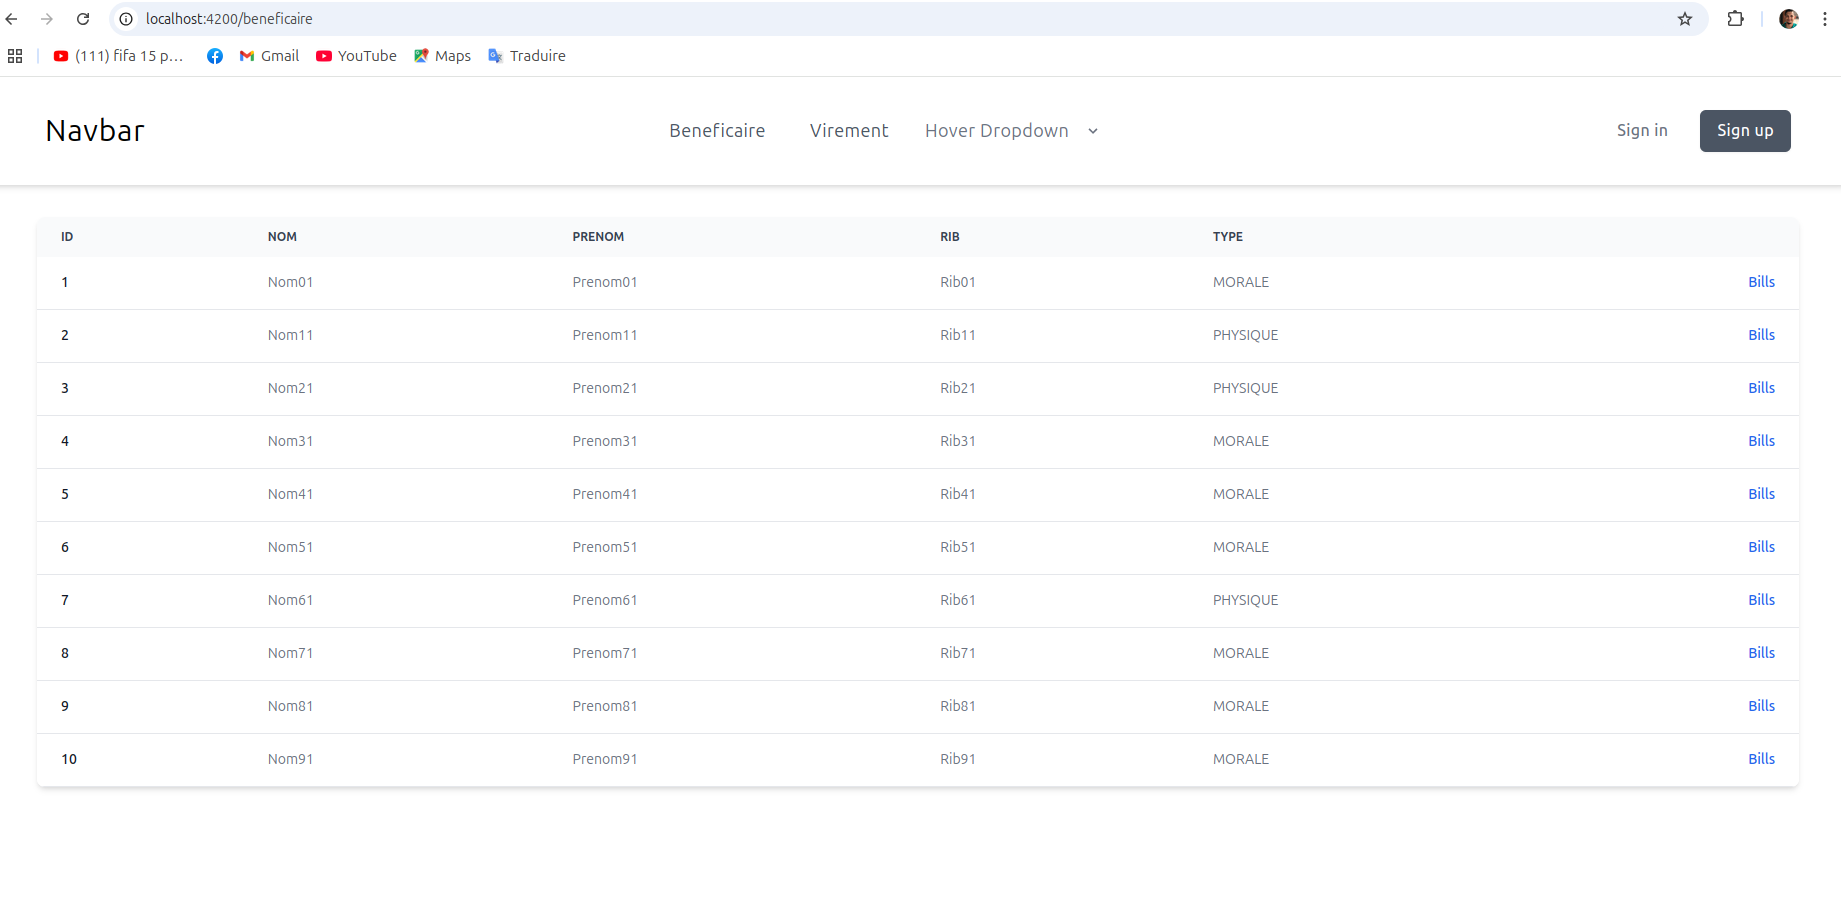 localhost:4200/beneficaire
(111) fifa 15 p... Gmail YouTube Maps Traduire
Navbar Beneficaire Virement Hover Dropdown Sign in Sign up
ID NOM PRENOM RIB TYPE
1 Nom01 Prenom01 Rib01 MORALE Bills
2 Nom11 Prenom11 Rib11 PHYSIQUE Bills
3 Nom21 Prenom21 Rib21 PHYSIQUE Bills
4 Nom31 Prenom31 Rib31 MORALE Bills
5 Nom41 Prenom41 Rib41 MORALE Bills
6 Nom51 Prenom51 Rib51 MORALE Bills
7 Nom61 Prenom61 Rib61 PHYSIQUE Bills
8 Nom71 Prenom71 Rib71 MORALE Bills
9 Nom81 Prenom81 Rib81 MORALE Bills
10 Nom91 Prenom91 Rib91 MORALE Bills